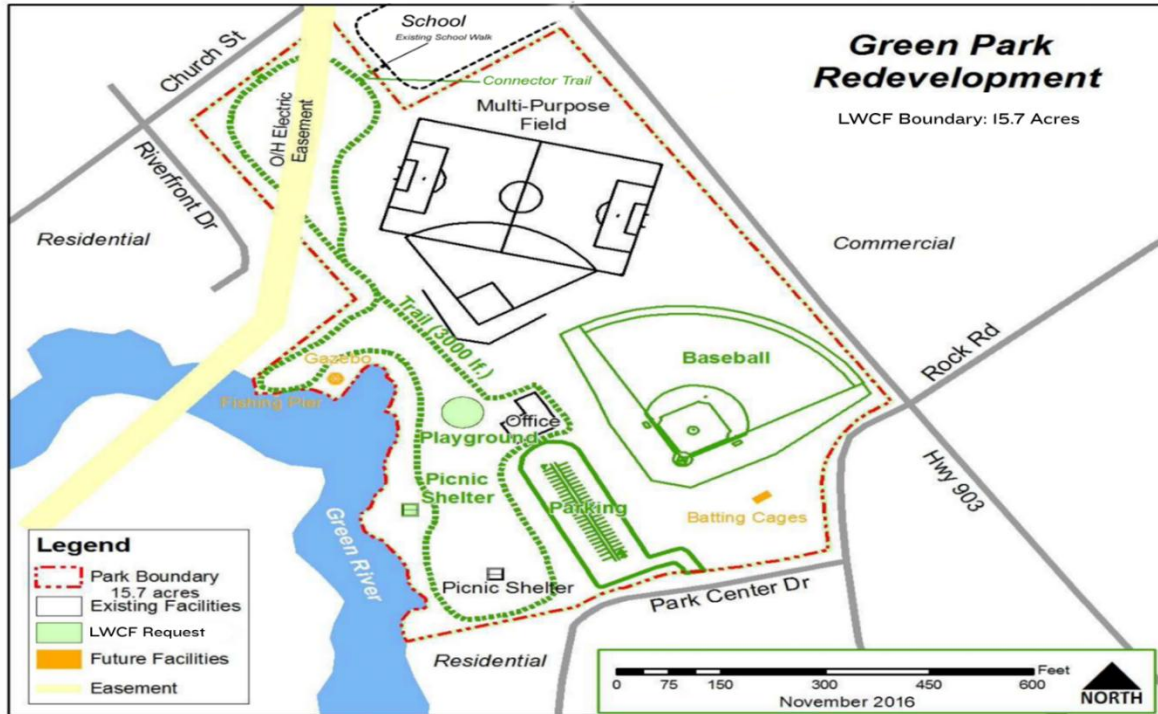 School
Existing School Walk
Green Park
Redevelopment
LWCF Boundary: 15.7 Acres
Church St
Connector Trail
Multi-Purpose
Field
O/H Electric
Easement
Riverfront Dr
Residential
Commercial
Trail (3000 lf.)
Rock Rd
Gazebo
Baseball
Fishing Pier
Office
Playground
Hwy 903
Picnic
Shelter
Parking
Batting Cages
Green River
Picnic Shelter
Park Center Dr
Residential
Legend
Park Boundary
15.7 acres
Existing Facilities
LWCF Request
Future Facilities
Easement
Feet
0 75 150 300 450 600
November 2016
NORTH